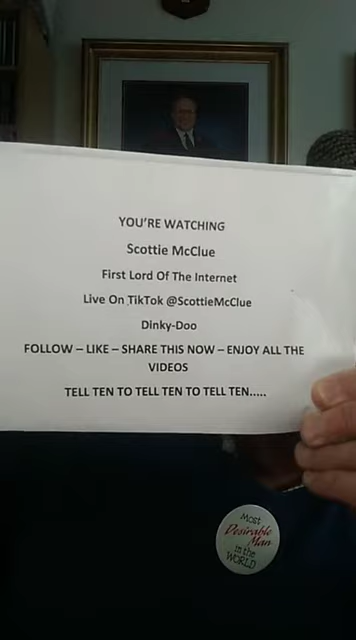 YOU'RE WATCHING
Scottie McClue
First Lord Of The Internet
Live On TikTok @ScottieMcClue
Dinky-Doo
FOLLOW – LIKE – SHARE THIS NOW – ENJOY ALL THE
VIDEOS
TELL TEN TO TELL TEN TO TELL TEN.....
Most
Desirable
Man
in the
WORLD